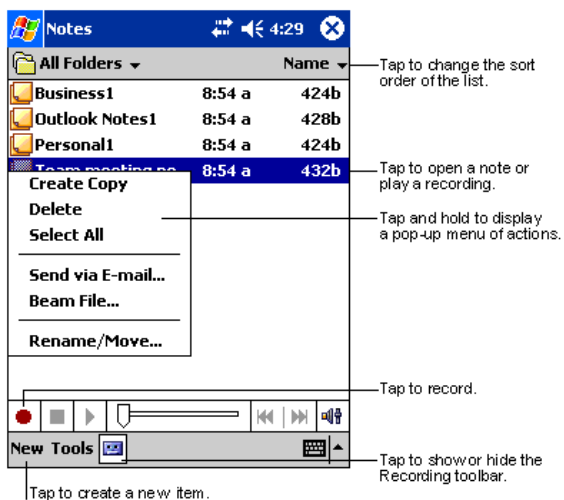 Notes 4:29
All Folders Name
Tap to change the sort
order of the list.
Business1 8:54 a 424b
Outlook Notes1 8:54 a 428b
Personal1 8:54 a 424b
Team meeting no 8:54 a 432b
Tap to open a note or
play a recording.
Create Copy
Delete
Select All
Tap and hold to display
a pop-up menu of actions.
Send via E-mail...
Beam File...
Rename/Move...
Tap to record.
New Tools
Tap to show or hide the
Recording toolbar.
Tap to create a new item.